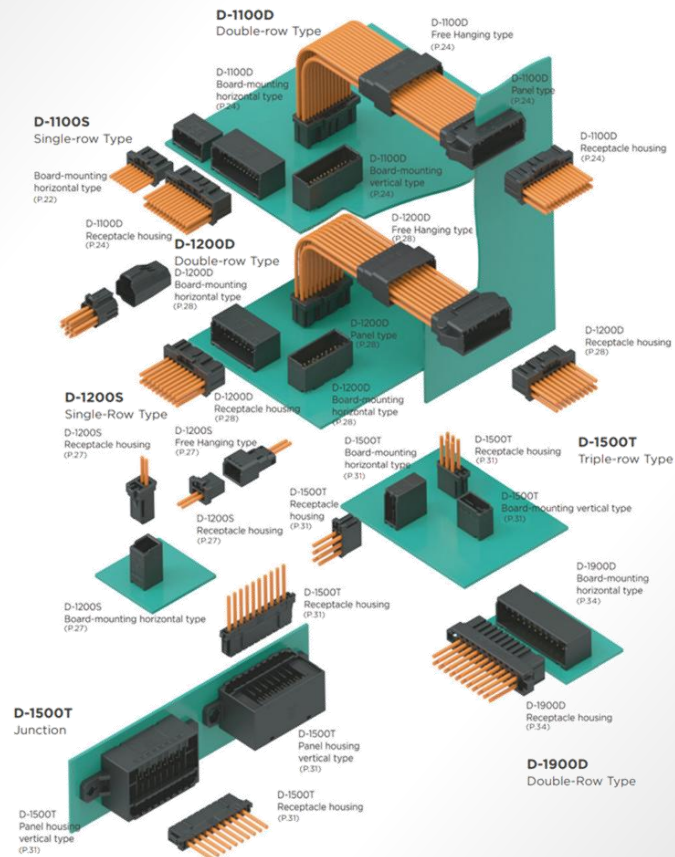 D-1100D
Double-row Type
D-1100D
Free Hanging type
(P.24)
D-1100D
Board-mounting
horizontal type
(P.24)
D-1100D
Panel type
(P.24)
D-1100S
Single-row Type
D-1100D
Receptacle housing
(P.24)
Board-mounting
horizontal type
(P.22)
D-1100D
Board-mounting
vertical type
(P.24)
D-1100D
Receptacle housing
(P.24)
D-1200D
Double-row Type
D-1200D
Free Hanging type
(P.28)
D-1200D
Board-mounting
horizontal type
(P.28)
D-1200D
Panel type
(P.28)
D-1200D
Receptacle housing
(P.28)
D-1200S
Single-Row Type
D-1200D
Receptacle housing
(P.28)
D-1200D
Board-mounting
horizontal type
(P.28)
D-1200S
Receptacle housing
(P.27)
D-1200S
Free Hanging type
(P.27)
D-1500T
Board-mounting
horizontal type
(P.31)
D-1500T
Receptacle housing
(P.31)
D-1500T
Triple-row Type
D-1500T
Receptacle
housing
(P.31)
D-1500T
Board-mounting vertical type
(P.31)
D-1200S
Receptacle housing
(P.27)
D-1200S
Board-mounting horizontal type
(P.27)
D-1500T
Receptacle housing
(P.31)
D-1900D
Board-mounting
horizontal type
(P.34)
D-1500T
Junction
D-1500T
Panel housing
vertical type
(P.31)
D-1900D
Receptacle housing
(P.34)
D-1900D
Double-Row Type
D-1500T
Panel housing
vertical type
(P.31)
D-1500T
Receptacle housing
(P.31)